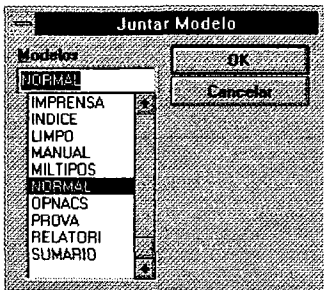 Juntar Modelo
Modelos
NORMAL
OK
Cancelar
IMPRENSA
INDICE
LIMPO
MANUAL
MILTIPOS
NORMAL
OPNACS
PROVA
RELATORI
SUMARIO